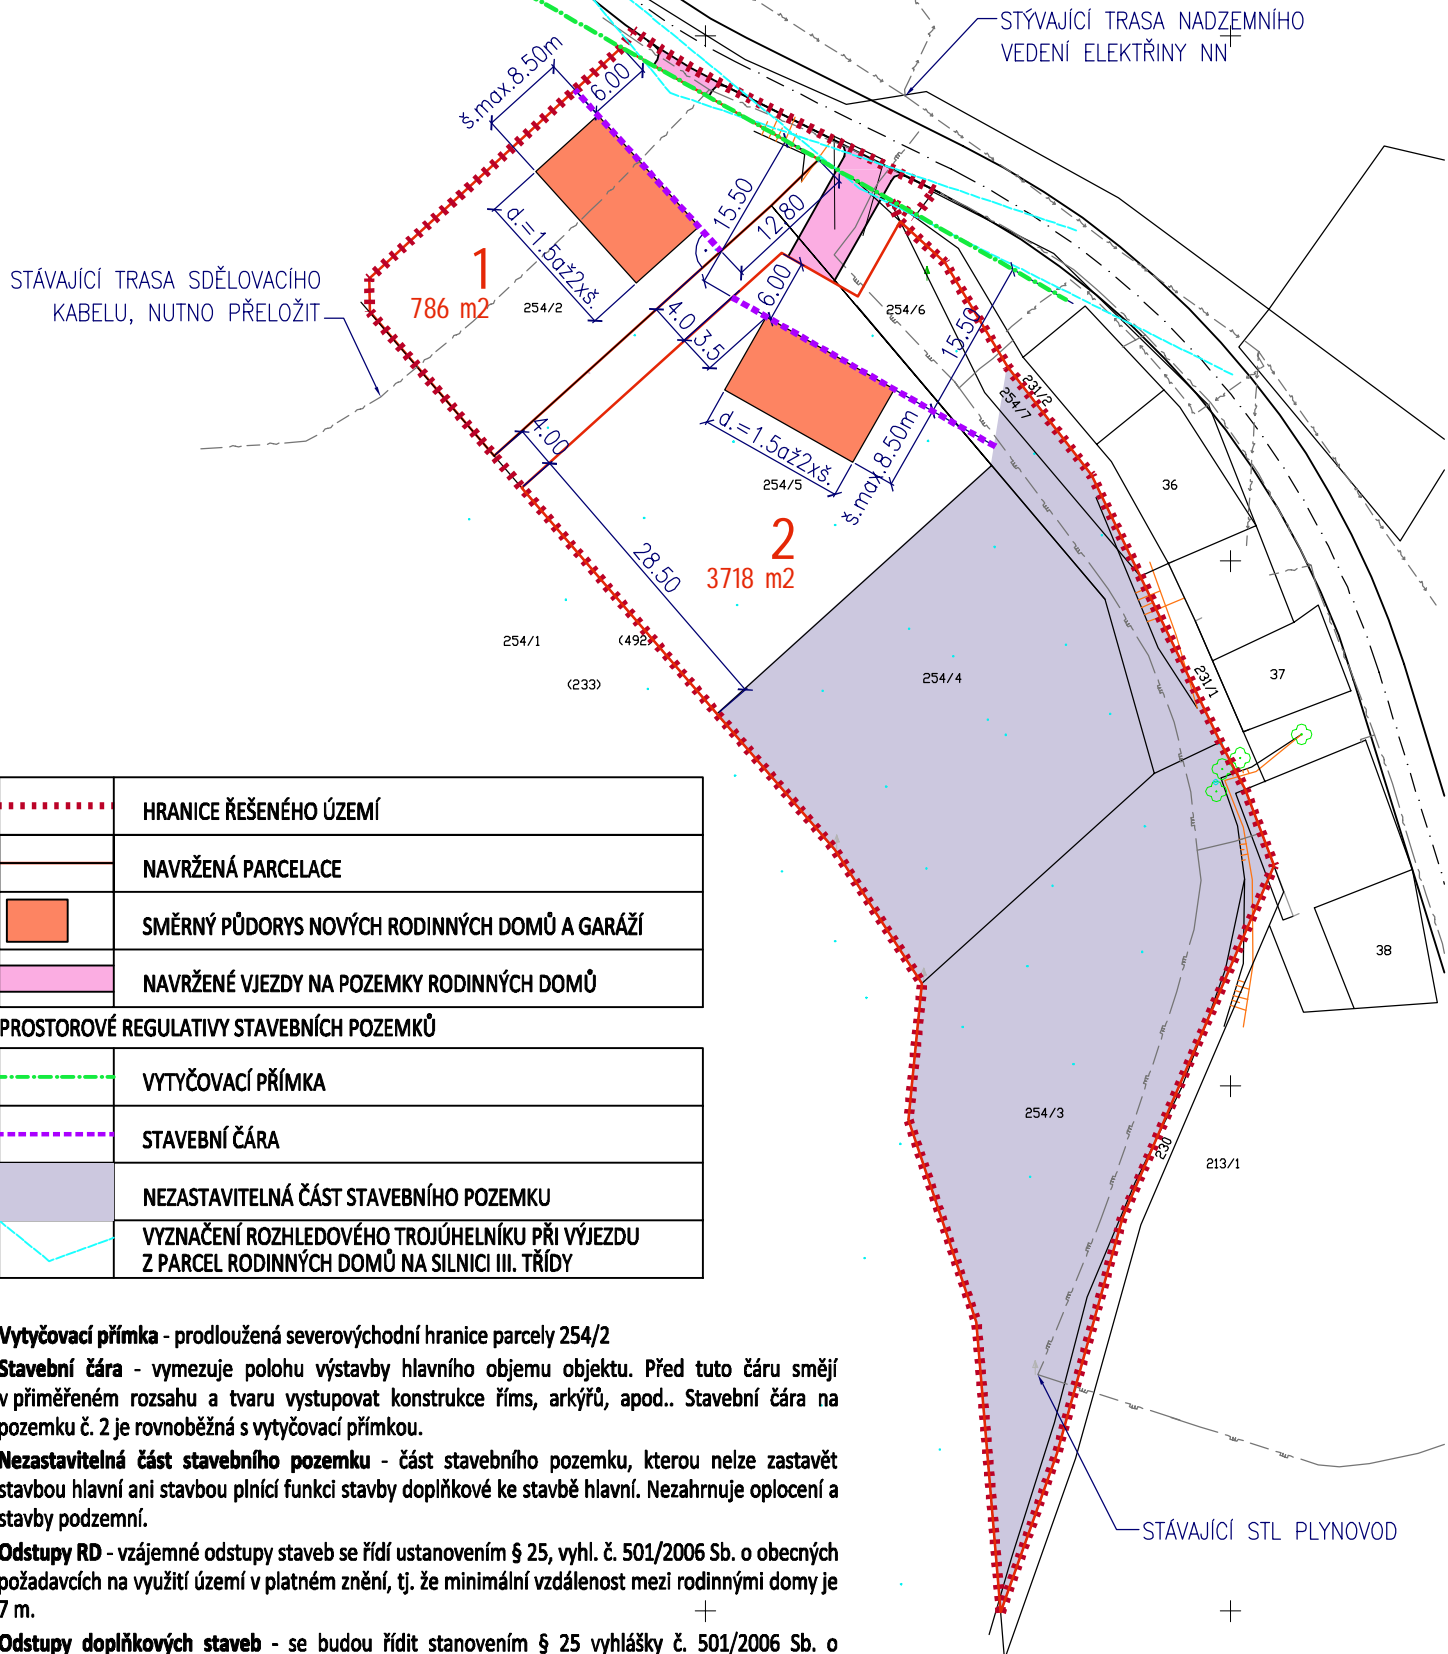 STÝVAJÍCÍ TRASA NADZEMNÍHO
VEDENÍ ELEKTŘINY NN
š.max.8.50m
6.00
15.50
12.80
d.=1.5až2xš.
1
786 m2
254/2
STÁVAJÍCÍ TRASA SDĚLOVACÍHO
KABELU, NUTNO PŘELOŽIT
4.0
3.5
6.00
254/6
15.50
231/2
254/7
4.00
d.=1.5až2xš.
š.max.8.50m
254/5
36
2
3718 m2
28.50
254/1
(492)
(233)
254/4
231/1
37
38
254/3
230
213/1
STÁVAJÍCÍ STL PLYNOVOD
HRANICE ŘEŠENÉHO ÚZEMÍ
NAVRŽENÁ PARCELACE
SMĚRNÝ PŮDORYS NOVÝCH RODINNÝCH DOMŮ A GARÁŽÍ
NAVRŽENÉ VJEZDY NA POZEMKY RODINNÝCH DOMŮ
PROSTOROVÉ REGULATIVY STAVEBNÍCH POZEMKŮ
VYTYČOVACÍ PŘÍMKA
STAVEBNÍ ČÁRA
NEZASTAVITELNÁ ČÁST STAVEBNÍHO POZEMKU
VYZNAČENÍ ROZHLEDOVÉHO TROJÚHELNÍKU PŘI VÝJEZDU
Z PARCEL RODINNÝCH DOMŮ NA SILNICI III. TŘÍDY
Vytyčovací přímka - prodloužená severovýchodní hranice parcely 254/2
Stavební čára - vymezuje polohu výstavby hlavního objemu objektu. Před tuto čáru smějí
v přiměřeném rozsahu a tvaru vystupovat konstrukce říms, arkýřů, apod.. Stavební čára na
pozemku č. 2 je rovnoběžná s vytyčovací přímkou.
Nezastavitelná část stavebního pozemku - část stavebního pozemku, kterou nelze zastavět
stavbou hlavní ani stavbou plnící funkci stavby doplňkové ke stavbě hlavní. Nezahrnuje oplocení a
stavby podzemní.
Odstupy RD - vzájemné odstupy staveb se řídí ustanovením § 25, vyhl. č. 501/2006 Sb. o obecných
požadavcích na využití území v platném znění, tj. že minimální vzdálenost mezi rodinnými domy je
7 m.
Odstupy doplňkových staveb - se budou řídit stanovením § 25 vyhlášky č. 501/2006 Sb. o